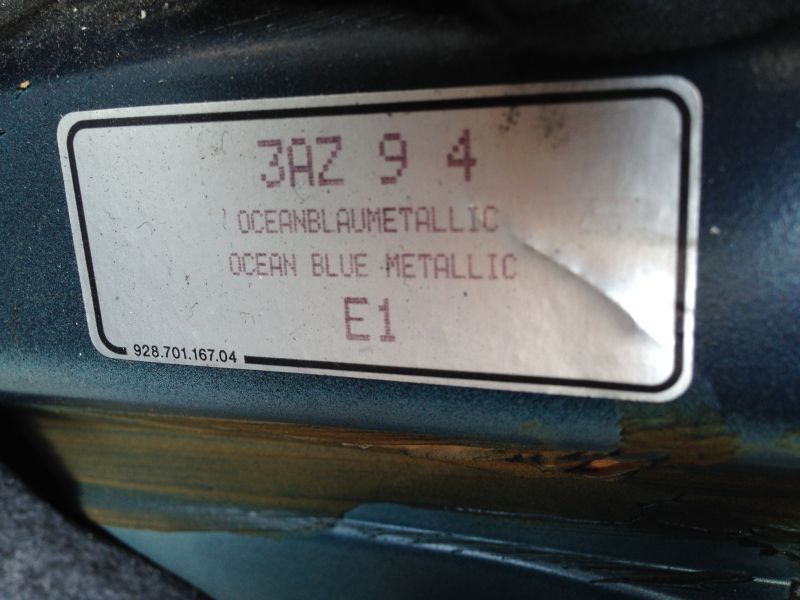 3AZ 9 4
OCEANBLAUMETALLIC
OCEAN BLUE METALLIC
E1
928.701.167.04